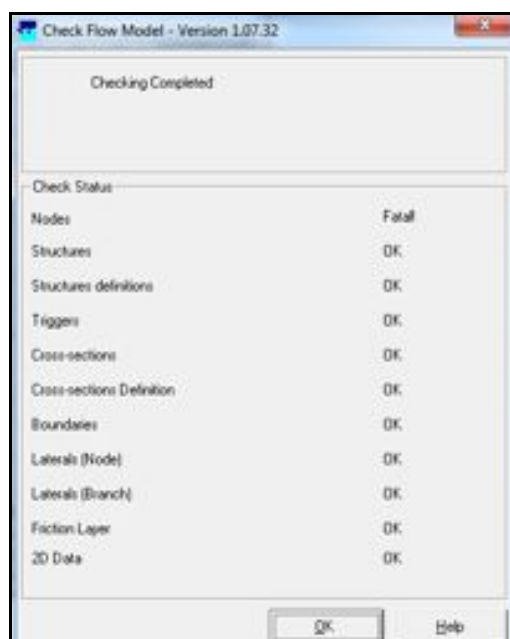 Check Flow Model - Version 1.07.32
Checking Completed
Check Status
Nodes Fatal!
Structures OK
Structures definitions OK
Triggers OK
Cross-sections OK
Cross-sections Definition OK
Boundaries OK
Laterals (Node) OK
Laterals (Branch) OK
Friction Layer OK
2D Data OK
OK Help